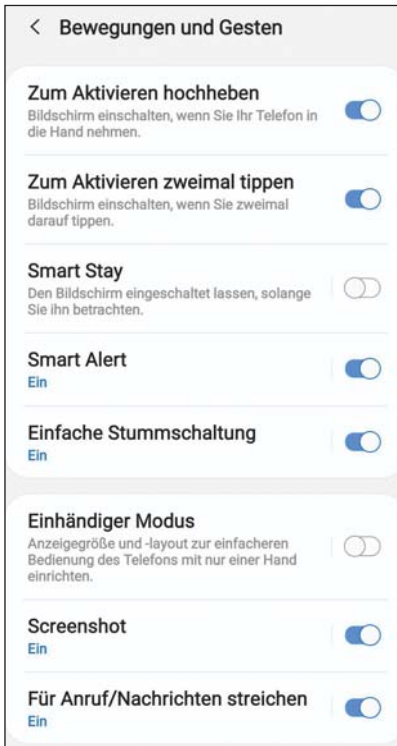 Bewegungen und Gesten
Zum Aktivieren hochheben
Bildschirm einschalten, wenn Sie Ihr Telefon in
die Hand nehmen.
Zum Aktivieren zweimal tippen
Bildschirm einschalten, wenn Sie zweimal
darauf tippen.
Smart Stay
Den Bildschirm eingeschaltet lassen, solange
Sie ihn betrachten.
Smart Alert
Ein
Einfache Stummschaltung
Ein
Einhändiger Modus
Anzeigegröße und -layout zur einfacheren
Bedienung des Telefons mit nur einer Hand
einrichten.
Screenshot
Ein
Für Anruf/Nachrichten streichen
Ein